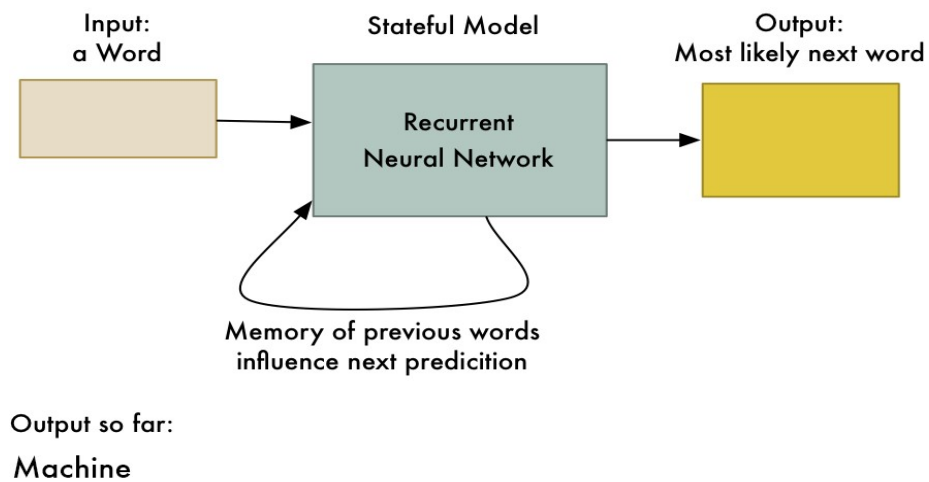 Input:
a Word
Stateful Model
Output:
Most likely next word
Recurrent
Neural Network
Memory of previous words
influence next predicition
Output so far:
Machine